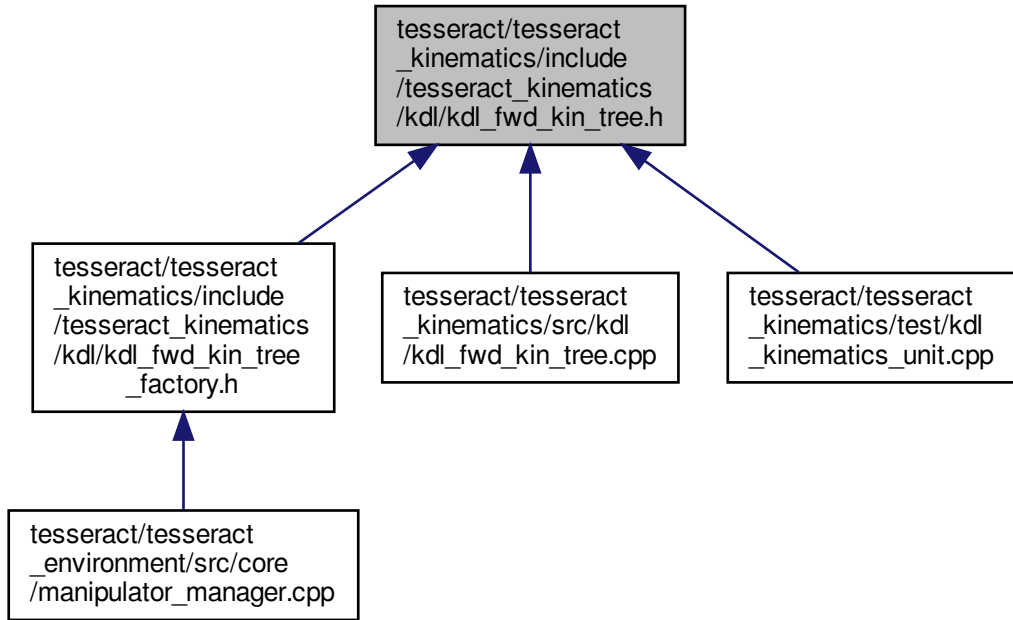 tesseract/tesseract
_kinematics/include
/tesseract_kinematics
/kdl/kdl_fwd_kin_tree.h
tesseract/tesseract
_kinematics/include
/tesseract_kinematics
/kdl/kdl_fwd_kin_tree
_factory.h
tesseract/tesseract
_kinematics/src/kdl
/kdl_fwd_kin_tree.cpp
tesseract/tesseract
_kinematics/test/kdl
_kinematics_unit.cpp
tesseract/tesseract
_environment/src/core
/manipulator_manager.cpp